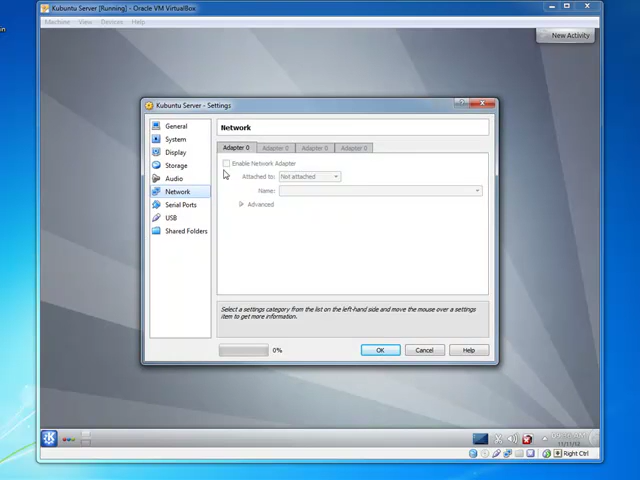 Kubuntu Server [Running] - Oracle VM VirtualBox
Machine View Devices Help
New Activity
Kubuntu Server - Settings
General
System
Display
Storage
Audio
Network
Serial Ports
USB
Shared Folders
Network
Adapter 0 Adapter 0 Adapter 0 Adapter 0
Enable Network Adapter
Attached to: Not attached
Name:
Advanced
Select a settings category from the list on the left-hand side and move the mouse over a settings
item to get more information.
0%
OK Cancel Help
Right Ctrl